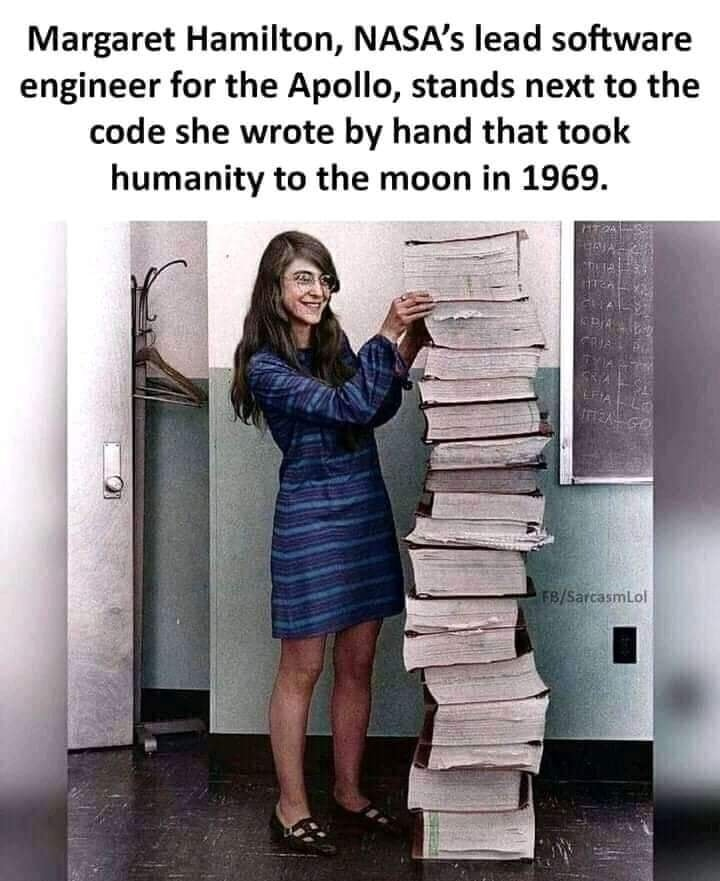 Margaret Hamilton, NASA’s lead software
engineer for the Apollo, stands next to the
code she wrote by hand that took
humanity to the moon in 1969.
FB/SarcasmLol